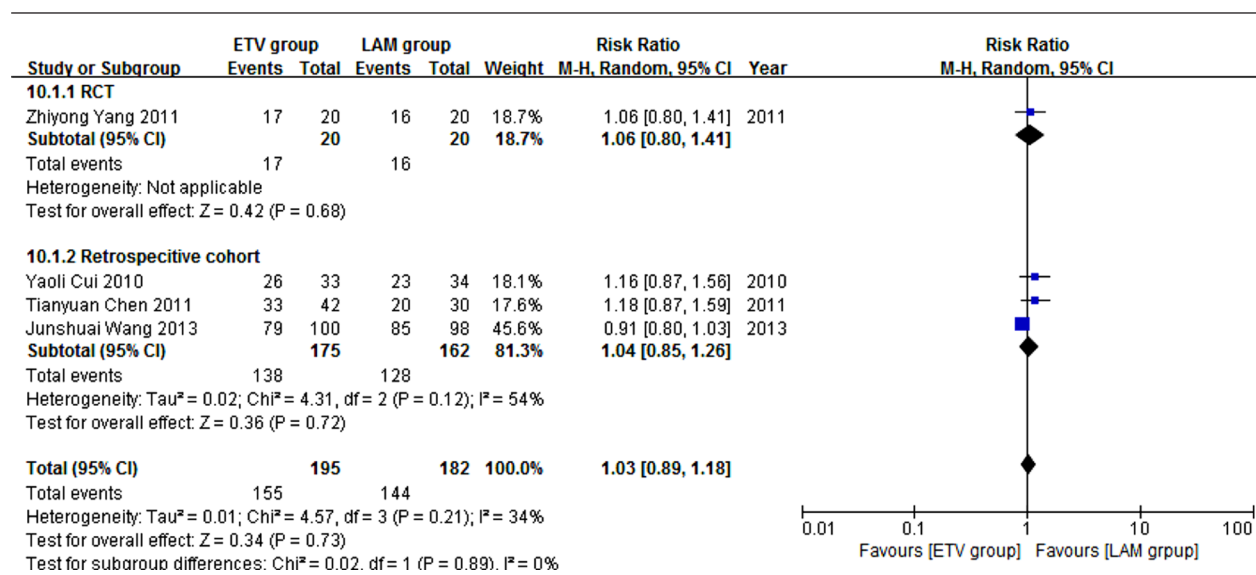 ETV group LAM group Risk Ratio Risk Ratio
Study or Subgroup Events Total Events Total Weight M-H, Random, 95% CI Year M-H, Random, 95% CI
10.1.1 RCT
Zhiyong Yang 2011 17 20 16 20 18.7% 1.06 [0.80, 1.41] 2011
Subtotal (95% CI) 20 20 18.7% 1.06 [0.80, 1.41]
Total events 17 16
Heterogeneity: Not applicable
Test for overall effect: Z = 0.42 (P = 0.68)
10.1.2 Retrospecitive cohort
Yaoli Cui 2010 26 33 23 34 18.1% 1.16 [0.87, 1.56] 2010
Tianyuan Chen 2011 33 42 20 30 17.6% 1.18 [0.87, 1.59] 2011
Junshuai Wang 2013 79 100 85 98 45.6% 0.91 [0.80, 1.03] 2013
Subtotal (95% CI) 175 162 81.3% 1.04 [0.85, 1.26]
Total events 138 128
Heterogeneity: Tau² = 0.02; Chi² = 4.31, df = 2 (P = 0.12); I² = 54%
Test for overall effect: Z = 0.36 (P = 0.72)
Total (95% CI) 195 182 100.0% 1.03 [0.89, 1.18]
Total events 155 144
Heterogeneity: Tau² = 0.01; Chi² = 4.57, df = 3 (P = 0.21); I² = 34%
Test for overall effect: Z = 0.34 (P = 0.73)
Test for subgroup differences: Chi² = 0.02, df = 1 (P = 0.89), I² = 0%
0.01 0.1 1 10 100
Favours [ETV group] Favours [LAM grpup]